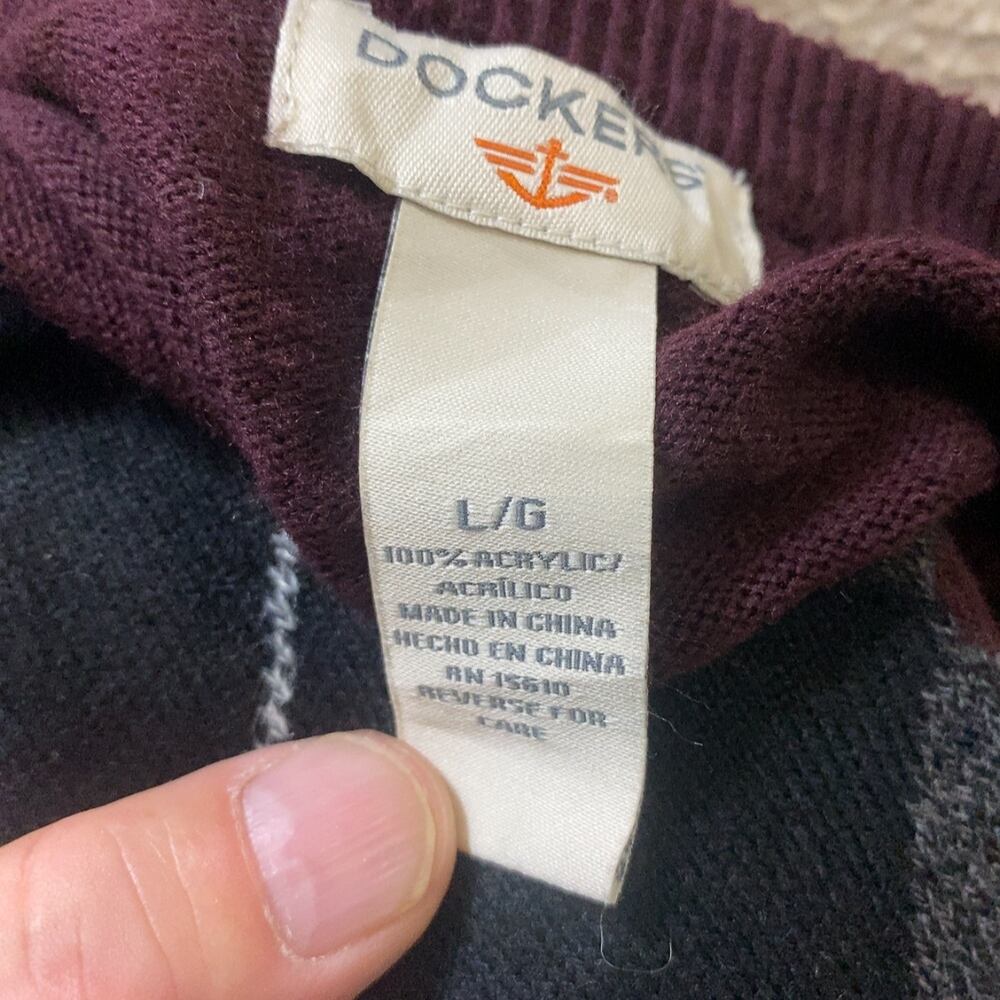 DOCKERS
L/G
100% ACRYLIC/
ACRÍLICO
MADE IN CHINA
HECHO EN CHINA
RN 15610
REVERSE FOR
CARE